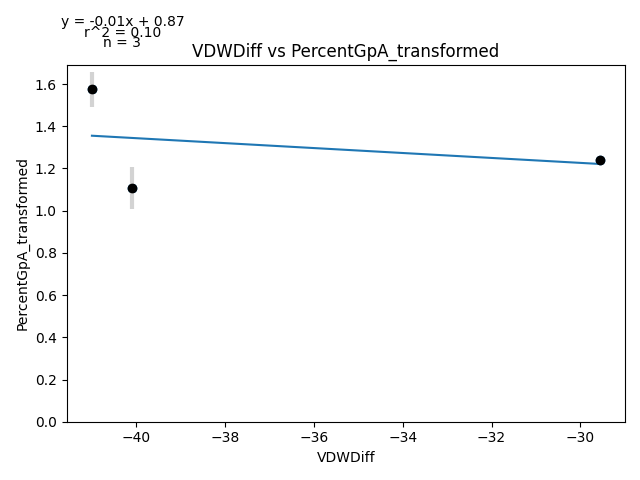 y = -0.01x + 0.87
r^2 = 0.10
n = 3
VDWDiff vs PercentGpA_transformed
PercentGpA_transformed
1.6
1.4
1.2
1.0
0.8
0.6
0.4
0.2
0.0
−40 −38 −36 −34 −32 −30
VDWDiff